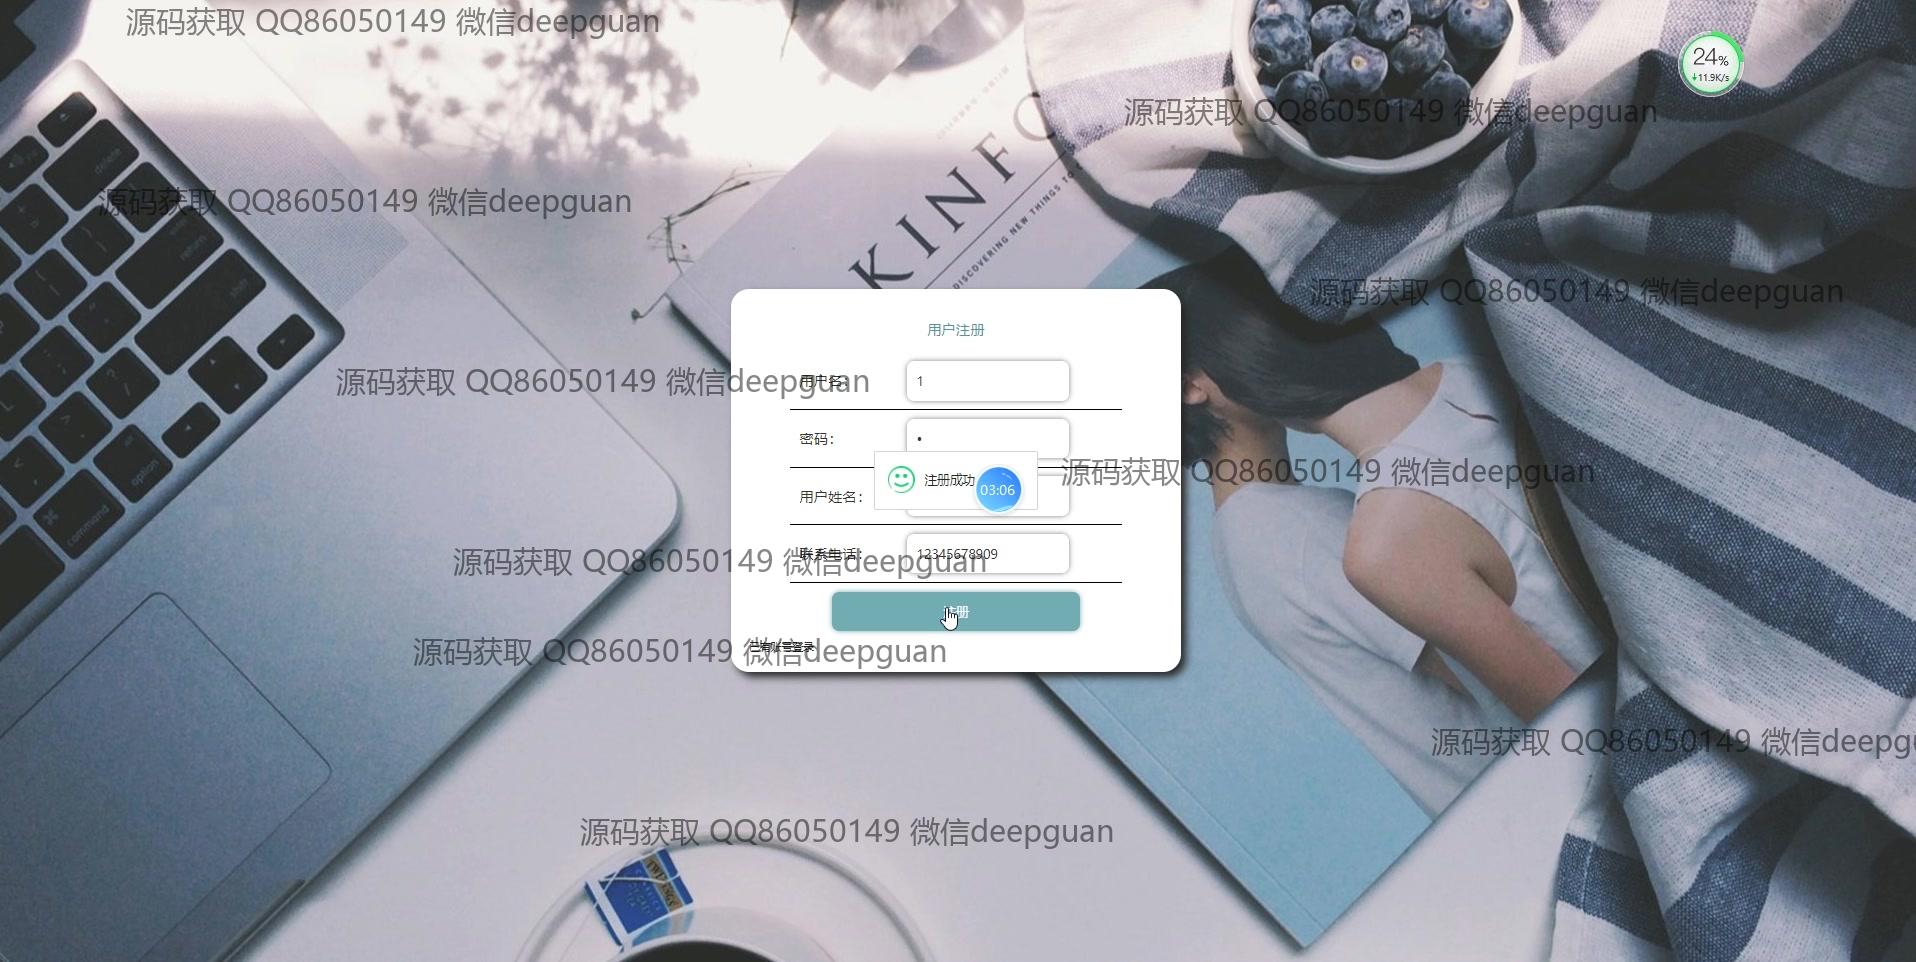 源码获取 QQ86050149 微信deepguan
24%
↓11.9K/s
源码获取 QQ86050149 微信deepguan
源码获取 QQ86050149 微信deepguan
KINFO
DISCOVERING NEW THINGS TO
源码获取 QQ86050149 微信deepguan
用户注册
源码获取 QQ86050149 微信deepguan
用户名： 1
密码： •
源码获取 QQ86050149 微信deepguan
注册成功
03:06
用户姓名：
联系电话： 12345678909
源码获取 QQ86050149 微信deepguan
注册
已有账号登录
源码获取 QQ86050149 微信deepguan
源码获取 QQ86050149 微信deepg
源码获取 QQ86050149 微信deepguan
delete
return
shift
option
command
TWININGS